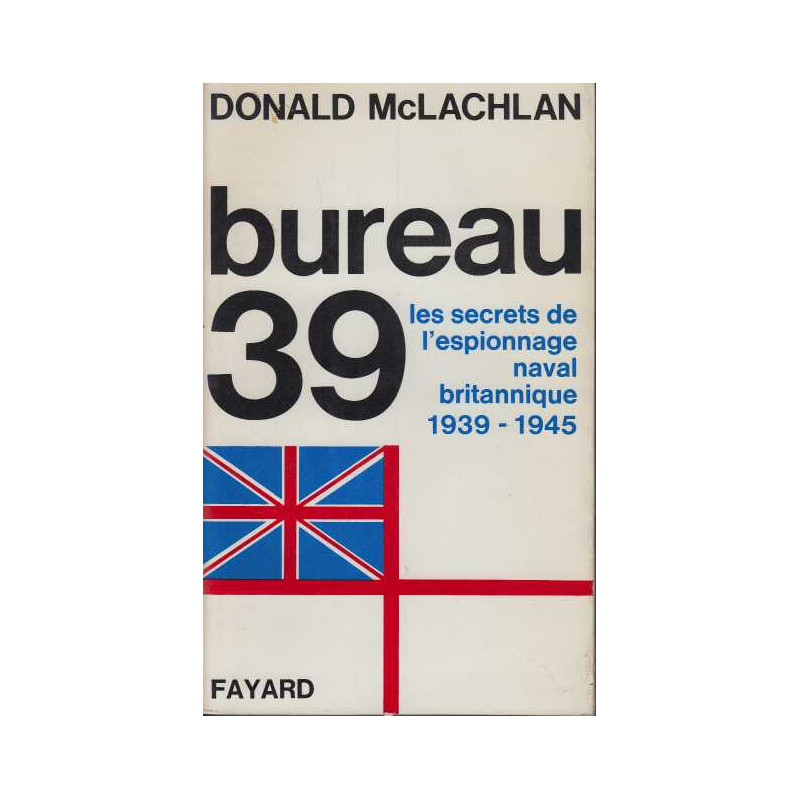 DONALD McLACHLAN
bureau
39
les secrets de
l'espionnage
naval
britannique
1939 - 1945
FAYARD